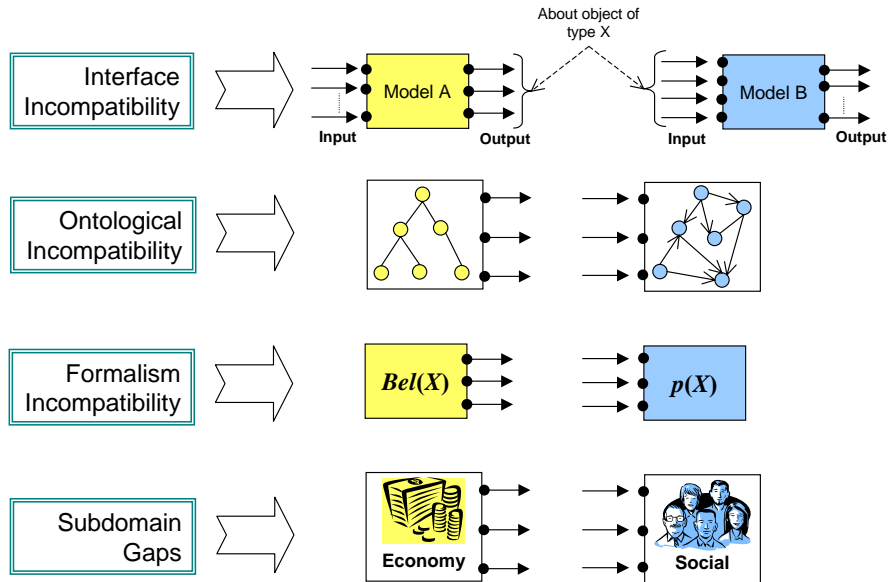 About object of
type X
Interface
Incompatibility
Model A
Model B
Input
Output
Input
Output
Ontological
Incompatibility
Formalism
Incompatibility
Bel(X)
p(X)
Subdomain
Gaps
Economy
Social